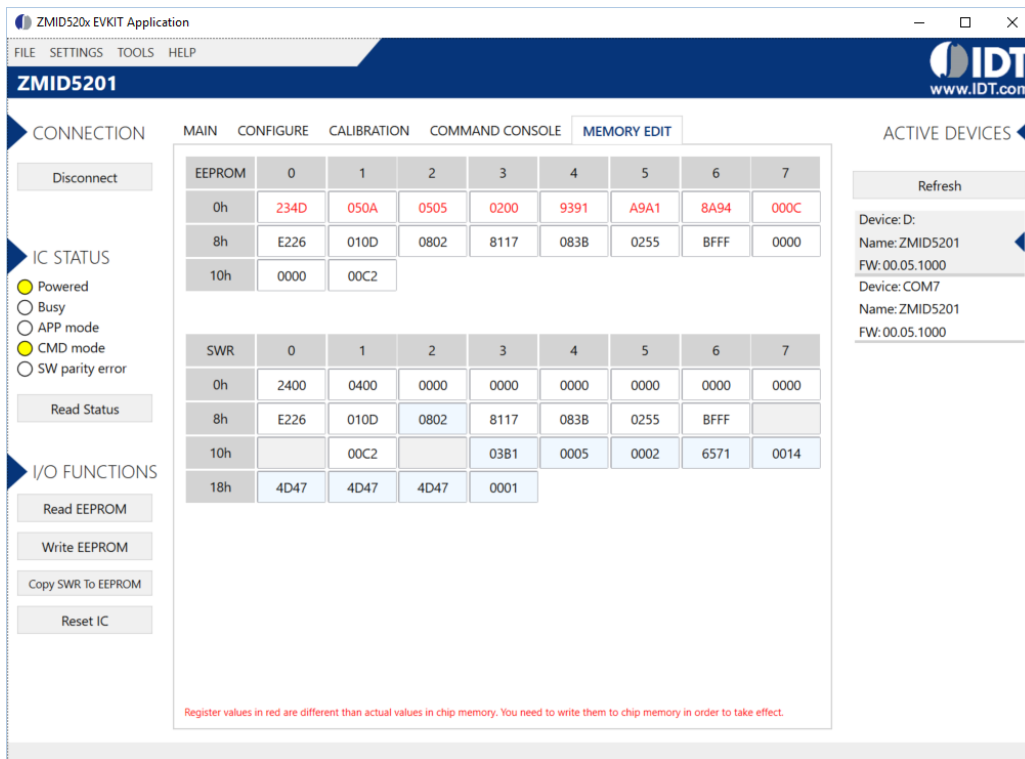 ZMID520x EVKIT Application
FILE SETTINGS TOOLS HELP
IDT
www.IDT.com
ZMID5201
CONNECTION
Disconnect
IC STATUS
Powered
Busy
APP mode
CMD mode
SW parity error
Read Status
I/O FUNCTIONS
Read EEPROM
Write EEPROM
Copy SWR To EEPROM
Reset IC
MAIN CONFIGURE CALIBRATION COMMAND CONSOLE MEMORY EDIT
EEPROM 0 1 2 3 4 5 6 7
0h 234D 050A 0505 0200 9391 A9A1 8A94 000C
8h E226 010D 0802 8117 083B 0255 BFFF 0000
10h 0000 00C2
SWR 0 1 2 3 4 5 6 7
0h 2400 0400 0000 0000 0000 0000 0000 0000
8h E226 010D 0802 8117 083B 0255 BFFF
10h 00C2 03B1 0005 0002 6571 0014
18h 4D47 4D47 4D47 0001
Register values in red are different than actual values in chip memory. You need to write them to chip memory in order to take effect.
ACTIVE DEVICES
Refresh
Device: D:
Name: ZMID5201
FW: 00.05.1000
Device: COM7
Name: ZMID5201
FW: 00.05.1000